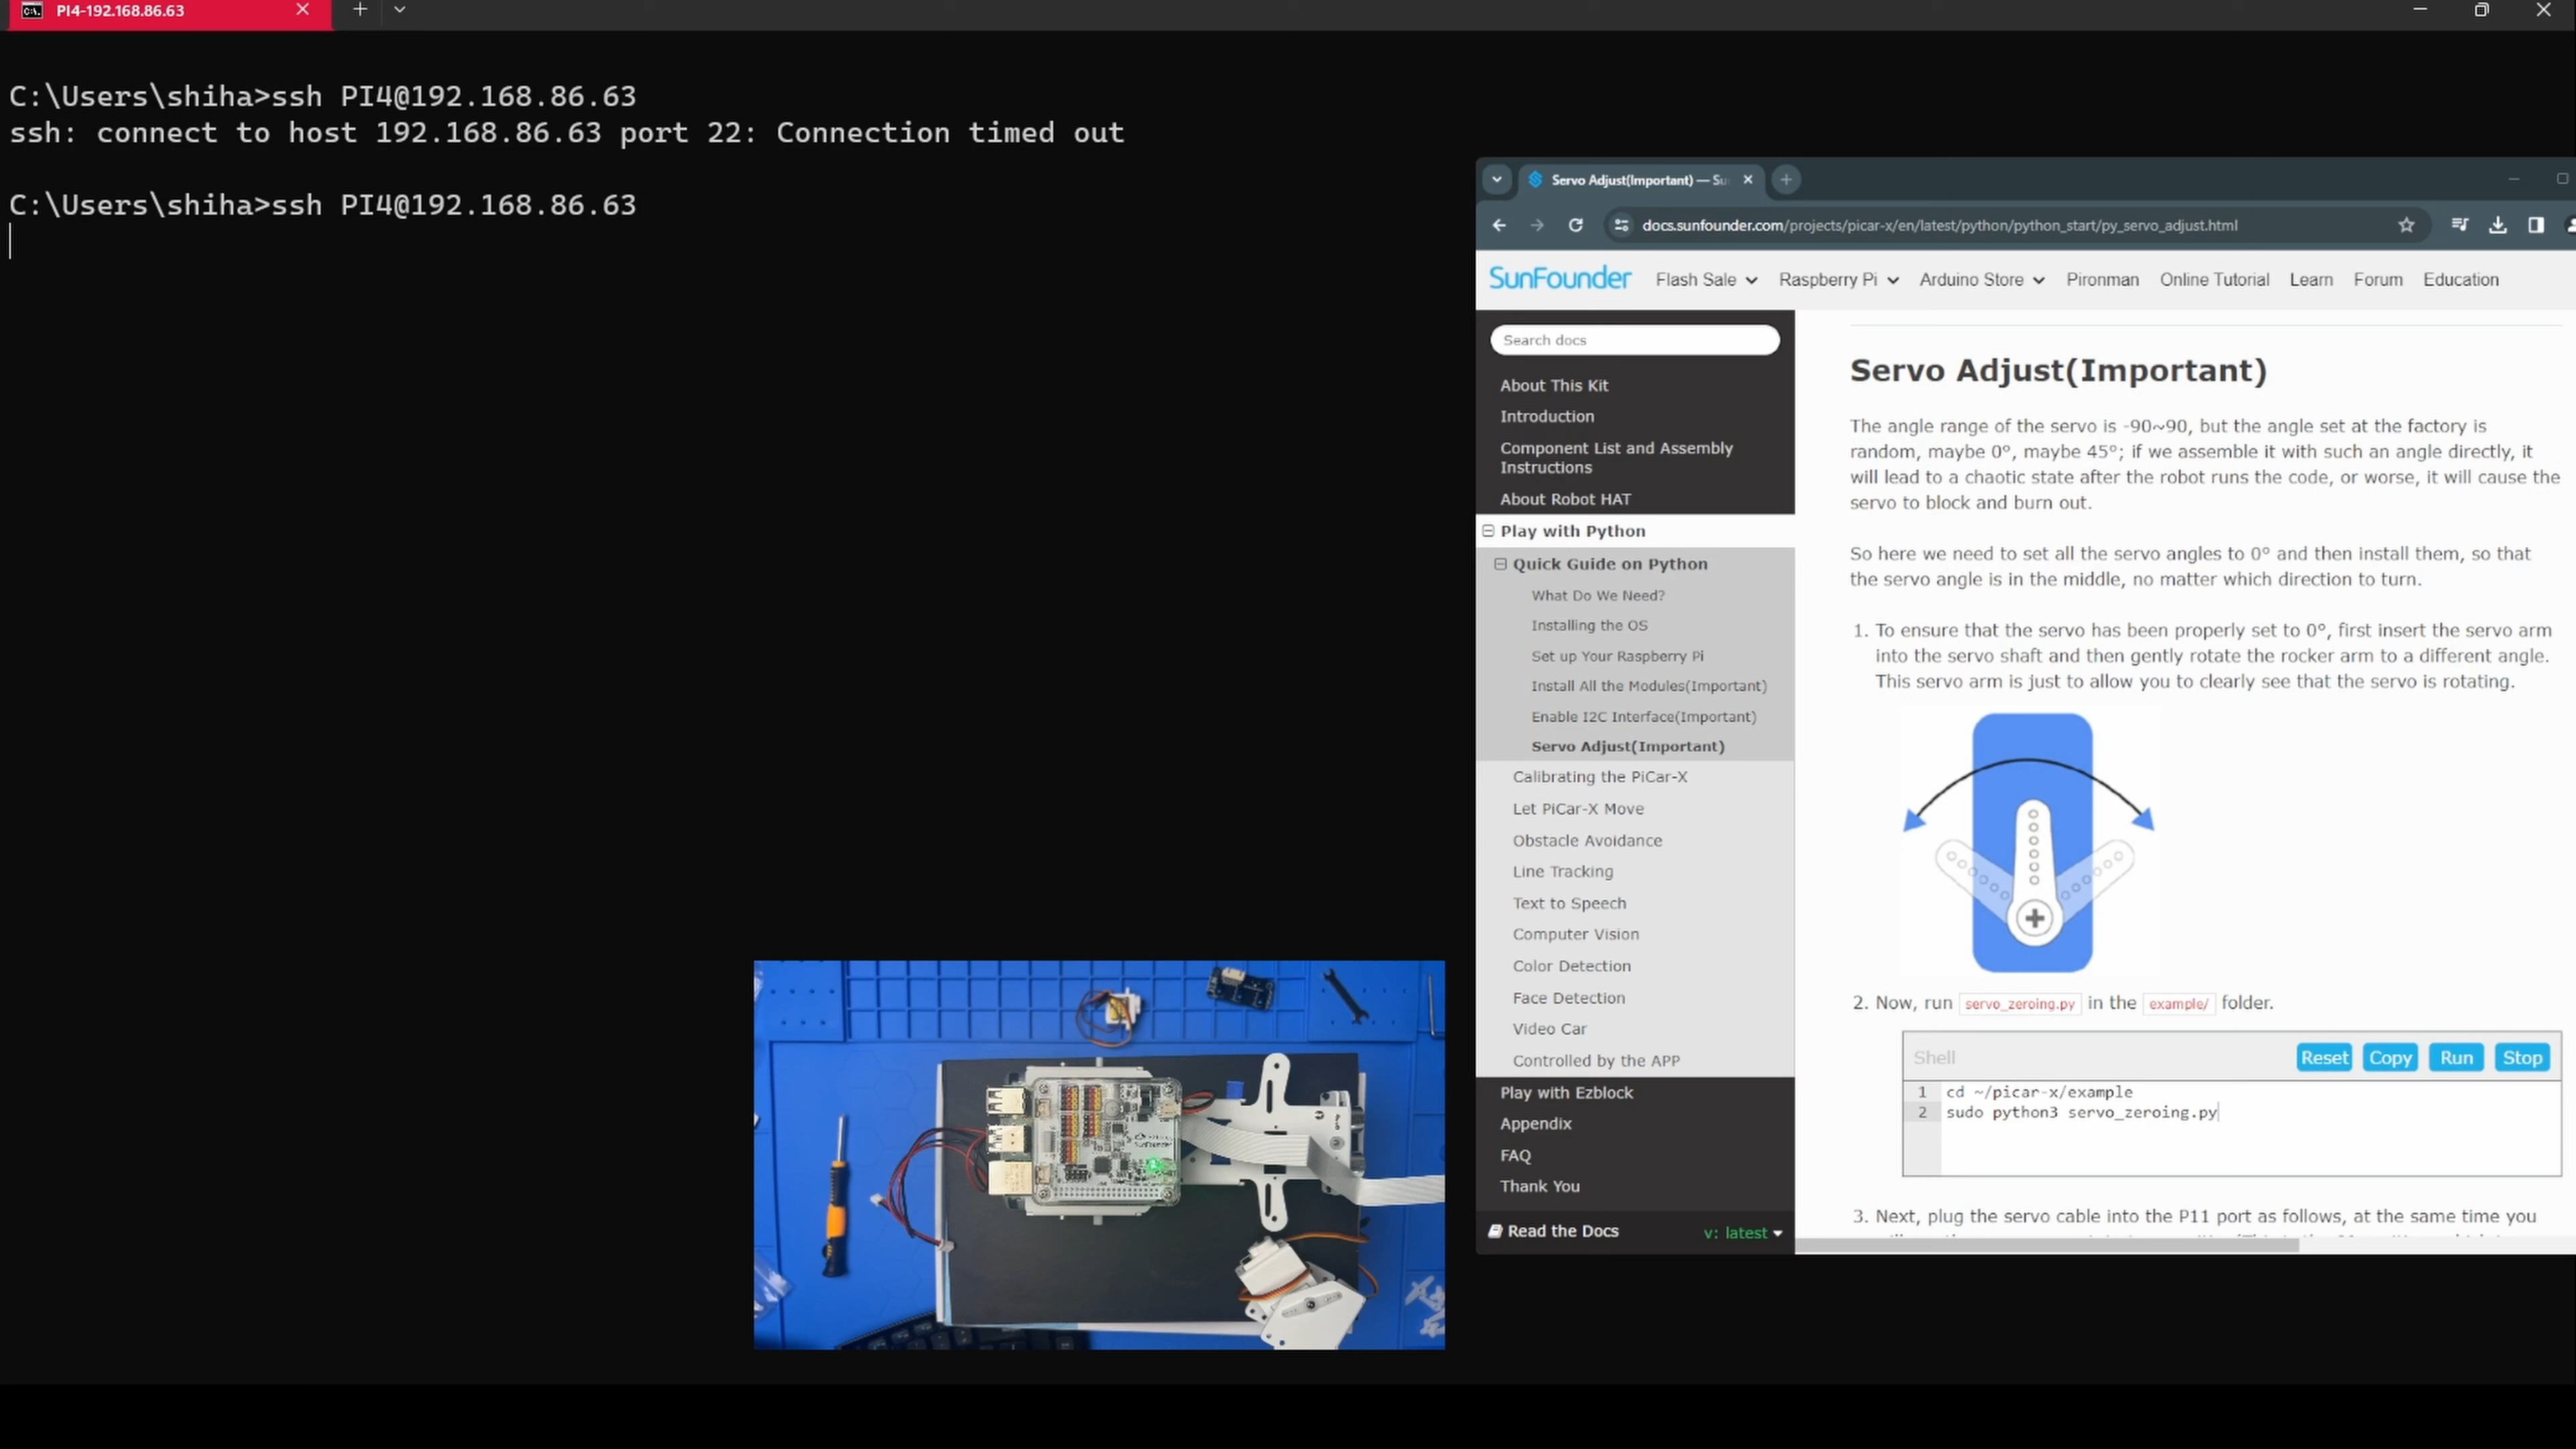 PI4-192.168.86.63
C:\Users\shiha>ssh PI4@192.168.86.63
ssh: connect to host 192.168.86.63 port 22: Connection timed out
C:\Users\shiha>ssh PI4@192.168.86.63
Servo Adjust(Important) — Su
docs.sunfounder.com/projects/picar-x/en/latest/python/python_start/py_servo_adjust.html
SunFounder Flash Sale Raspberry Pi Arduino Store Pironman Online Tutorial Learn Forum Education
Search docs
About This Kit
Introduction
Component List and Assembly
Instructions
About Robot HAT
Play with Python
Quick Guide on Python
What Do We Need?
Installing the OS
Set up Your Raspberry Pi
Install All the Modules(Important)
Enable I2C Interface(Important)
Servo Adjust(Important)
Calibrating the PiCar-X
Let PiCar-X Move
Obstacle Avoidance
Line Tracking
Text to Speech
Computer Vision
Color Detection
Face Detection
Video Car
Controlled by the APP
Play with Ezblock
Appendix
FAQ
Thank You
Read the Docs v: latest
Servo Adjust(Important)
The angle range of the servo is -90~90, but the angle set at the factory is
random, maybe 0°, maybe 45°; if we assemble it with such an angle directly, it
will lead to a chaotic state after the robot runs the code, or worse, it will cause the
servo to block and burn out.
So here we need to set all the servo angles to 0° and then install them, so that
the servo angle is in the middle, no matter which direction to turn.
1. To ensure that the servo has been properly set to 0°, first insert the servo arm
into the servo shaft and then gently rotate the rocker arm to a different angle.
This servo arm is just to allow you to clearly see that the servo is rotating.
2. Now, run servo_zeroing.py in the example/ folder.
Shell Reset Copy Run Stop
1 cd ~/picar-x/example
2 sudo python3 servo_zeroing.py
3. Next, plug the servo cable into the P11 port as follows, at the same time you
SunFounder